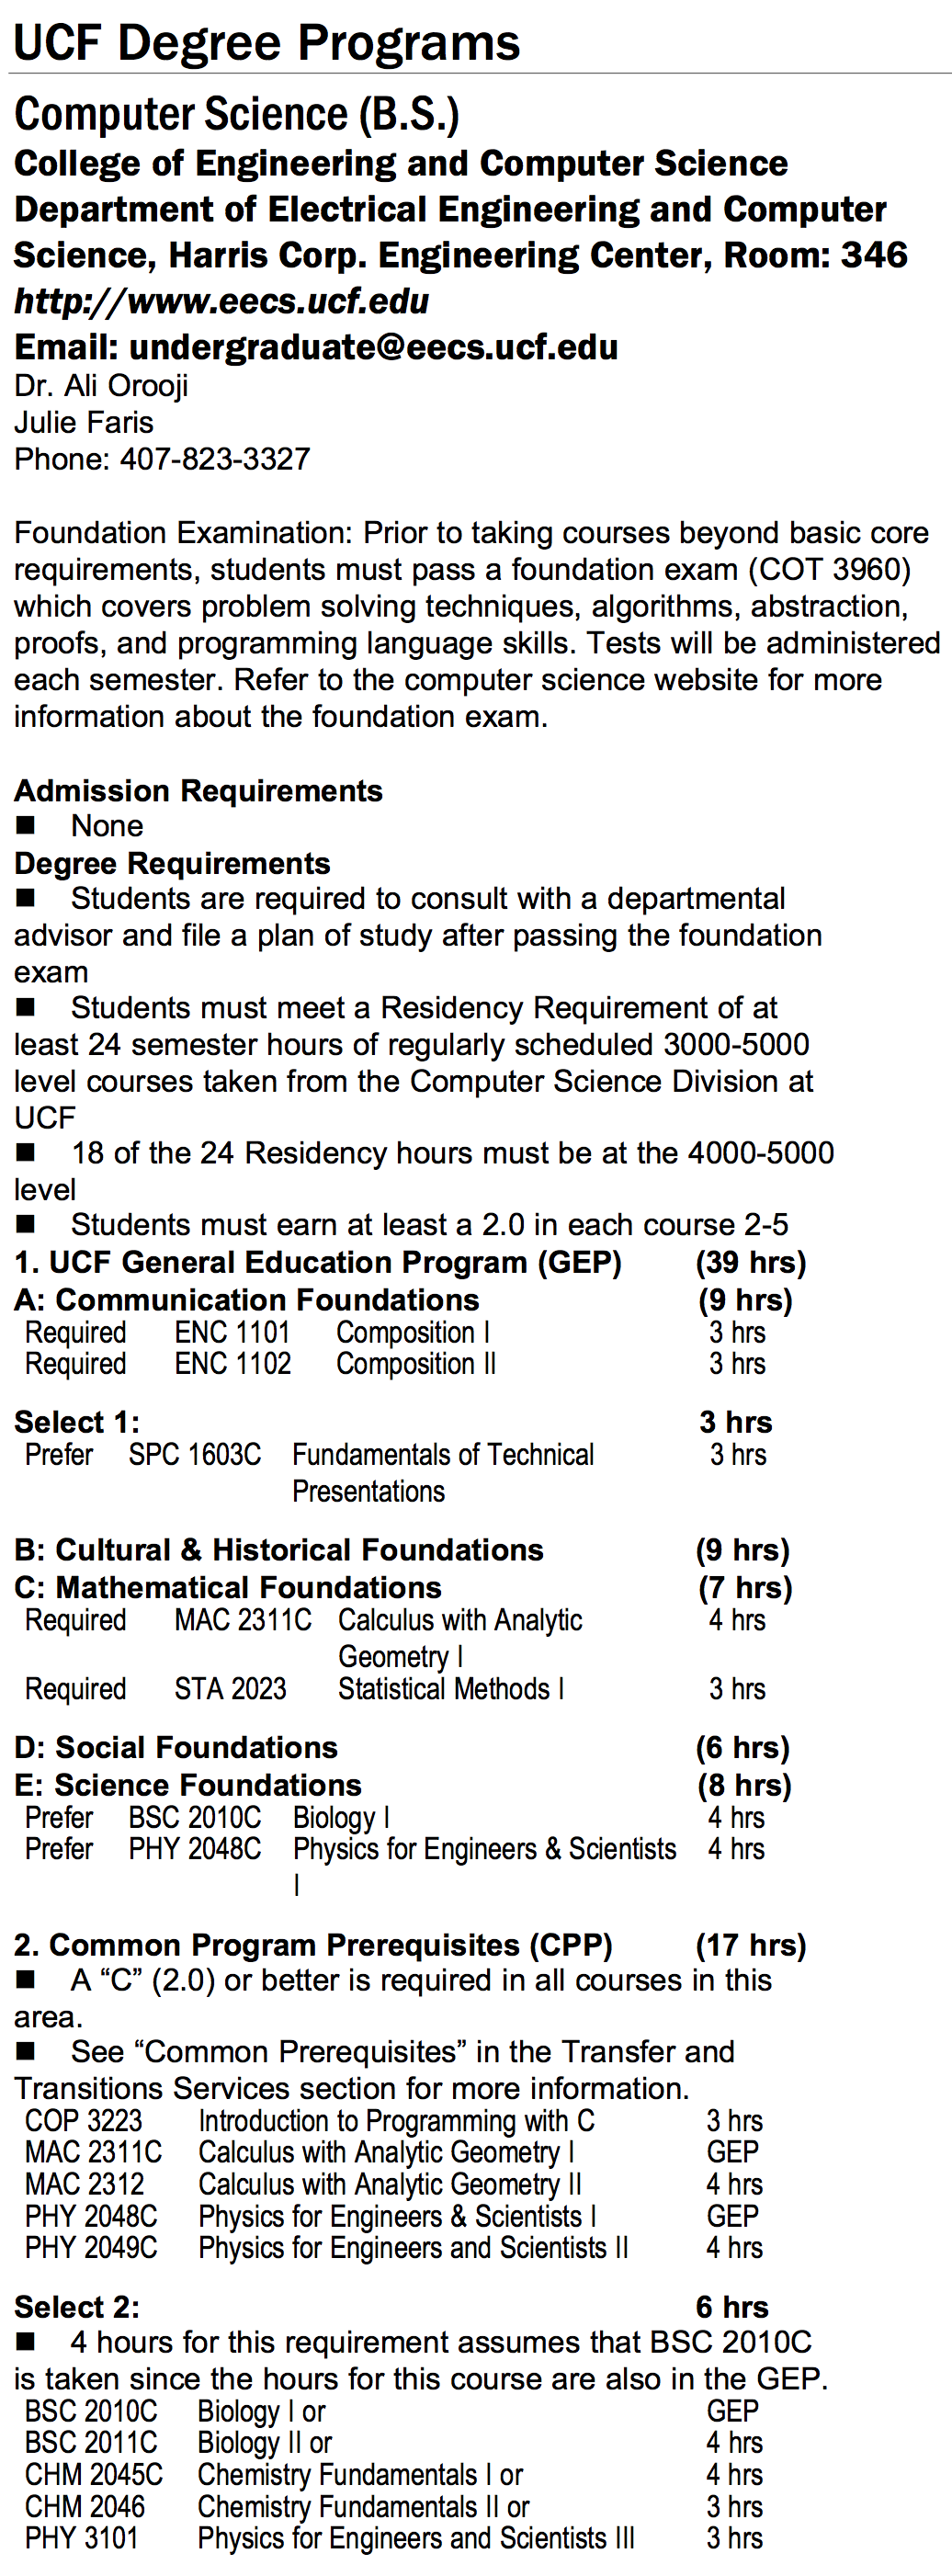 UCF Degree Programs
Computer Science (B.S.)
College of Engineering and Computer Science
Department of Electrical Engineering and Computer
Science, Harris Corp. Engineering Center, Room: 346
http://www.eecs.ucf.edu
Email: undergraduate@eecs.ucf.edu
Dr. Ali Orooji
Julie Faris
Phone: 407-823-3327
Foundation Examination: Prior to taking courses beyond basic core
requirements, students must pass a foundation exam (COT 3960)
which covers problem solving techniques, algorithms, abstraction,
proofs, and programming language skills. Tests will be administered
each semester. Refer to the computer science website for more
information about the foundation exam.
Admission Requirements
■ None
Degree Requirements
■ Students are required to consult with a departmental
advisor and file a plan of study after passing the foundation
exam
■ Students must meet a Residency Requirement of at
least 24 semester hours of regularly scheduled 3000-5000
level courses taken from the Computer Science Division at
UCF
■ 18 of the 24 Residency hours must be at the 4000-5000
level
■ Students must earn at least a 2.0 in each course 2-5
1. UCF General Education Program (GEP) (39 hrs)
A: Communication Foundations (9 hrs)
Required ENC 1101 Composition I 3 hrs
Required ENC 1102 Composition II 3 hrs
Select 1: 3 hrs
Prefer SPC 1603C Fundamentals of Technical 3 hrs
Presentations
B: Cultural & Historical Foundations (9 hrs)
C: Mathematical Foundations (7 hrs)
Required MAC 2311C Calculus with Analytic 4 hrs
Geometry I
Required STA 2023 Statistical Methods I 3 hrs
D: Social Foundations (6 hrs)
E: Science Foundations (8 hrs)
Prefer BSC 2010C Biology I 4 hrs
Prefer PHY 2048C Physics for Engineers & Scientists 4 hrs
I
2. Common Program Prerequisites (CPP) (17 hrs)
■ A “C” (2.0) or better is required in all courses in this
area.
■ See “Common Prerequisites” in the Transfer and
Transitions Services section for more information.
COP 3223 Introduction to Programming with C 3 hrs
MAC 2311C Calculus with Analytic Geometry I GEP
MAC 2312 Calculus with Analytic Geometry II 4 hrs
PHY 2048C Physics for Engineers & Scientists I GEP
PHY 2049C Physics for Engineers and Scientists II 4 hrs
Select 2: 6 hrs
■ 4 hours for this requirement assumes that BSC 2010C
is taken since the hours for this course are also in the GEP.
BSC 2010C Biology I or GEP
BSC 2011C Biology II or 4 hrs
CHM 2045C Chemistry Fundamentals I or 4 hrs
CHM 2046 Chemistry Fundamentals II or 3 hrs
PHY 3101 Physics for Engineers and Scientists III 3 hrs